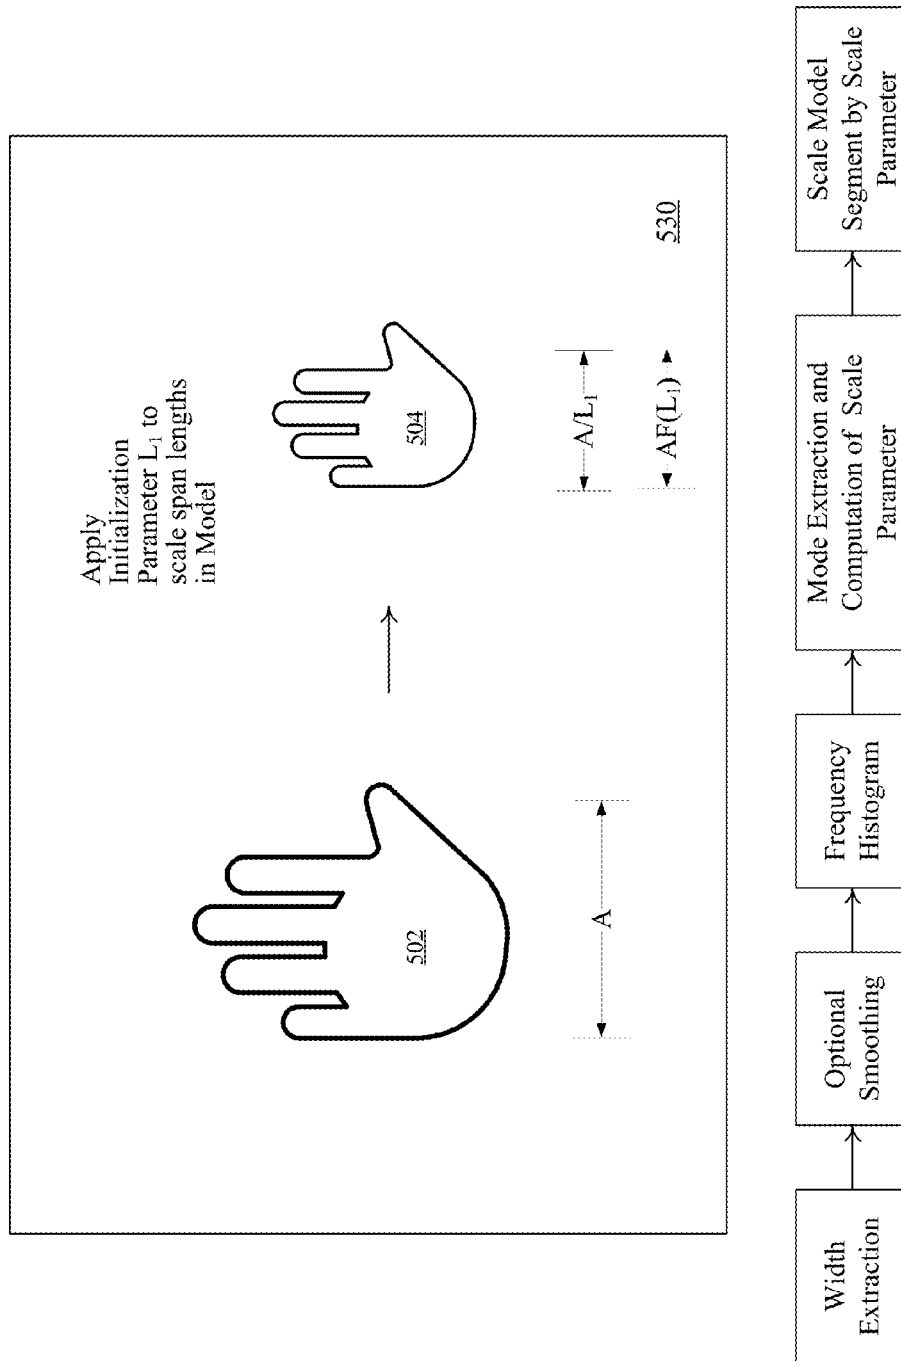 Apply
Initialization
Parameter L₁ to
scale span lengths
in Model
502
504
A
A/L₁
AF(L₁)
530
Width
Extraction
Optional
Smoothing
Frequency
Histogram
Mode Extraction and
Computation of Scale
Parameter
Scale Model
Segment by Scale
Parameter